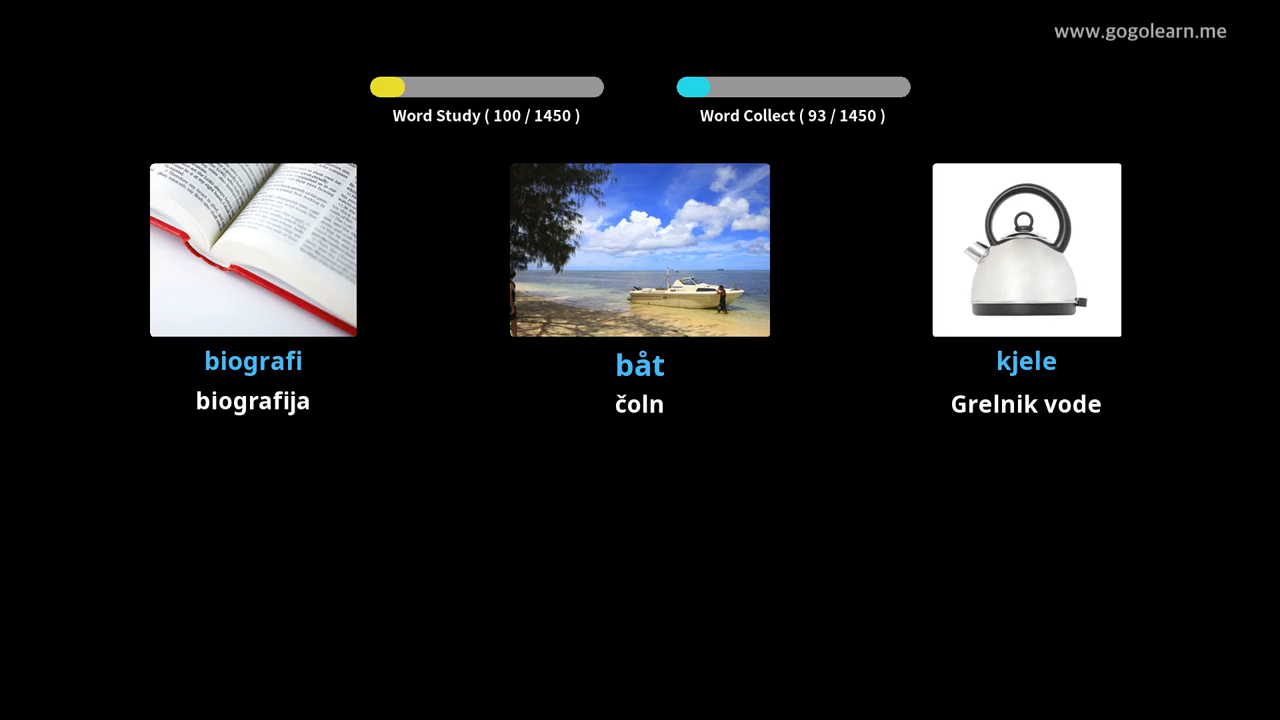 www.gogolearn.me
Word Study ( 100 / 1450 )
Word Collect ( 93 / 1450 )
biografi
biografija
båt
čoln
kjele
Grelnik vode